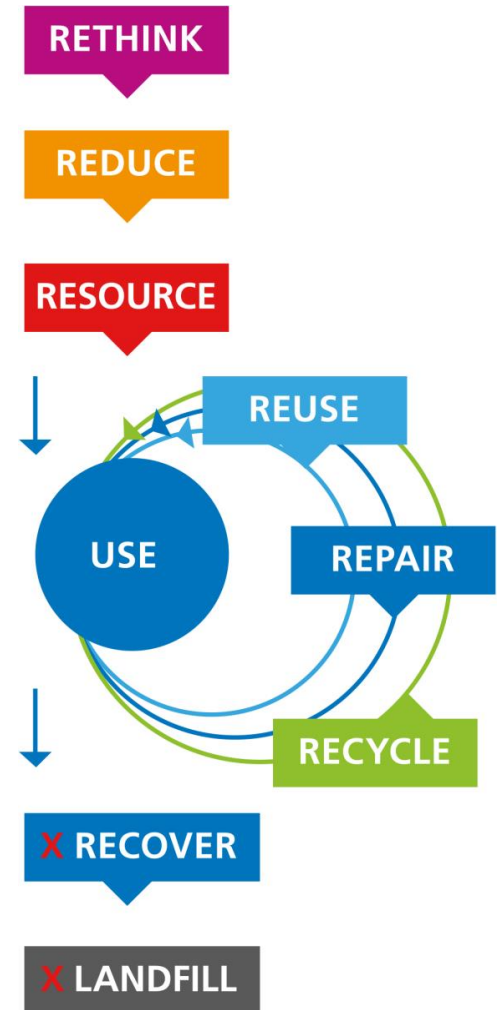 RETHINK
REDUCE
RESOURCE
REUSE
USE
REPAIR
RECYCLE
X RECOVER
X LANDFILL